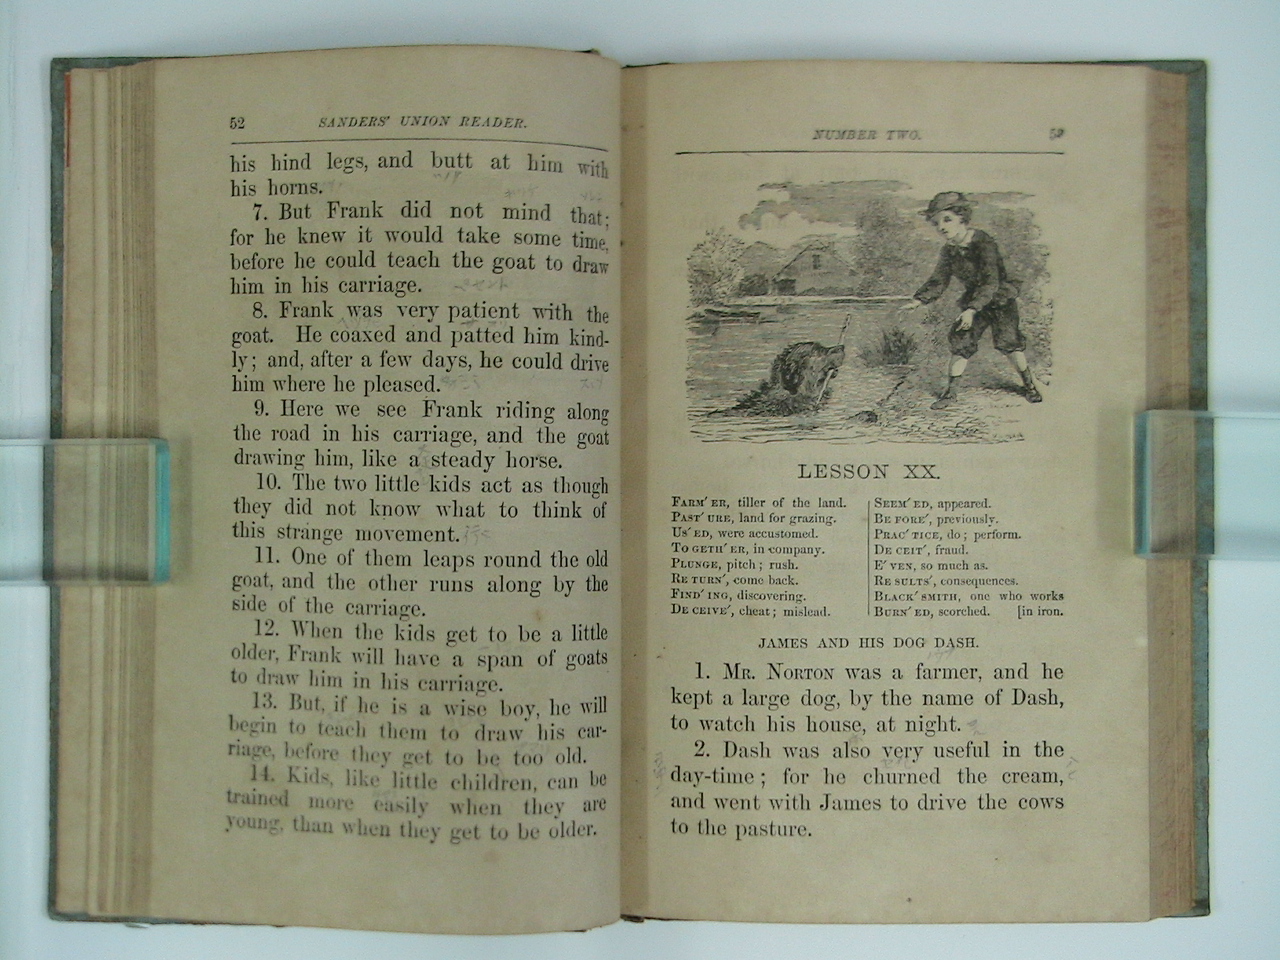 52 SANDERS' UNION READER.
his hind legs, and butt at him with
his horns.
7. But Frank did not mind that;
for he knew it would take some time,
before he could teach the goat to draw
him in his carriage.
8. Frank was very patient with the
goat. He coaxed and patted him kind-
ly; and, after a few days, he could drive
him where he pleased.
9. Here we see Frank riding along
the road in his carriage, and the goat
drawing him, like a steady horse.
10. The two little kids act as though
they did not know what to think of
this strange movement.
11. One of them leaps round the old
goat, and the other runs along by the
side of the carriage.
12. When the kids get to be a little
older, Frank will have a span of goats
to draw him in his carriage.
13. But, if he is a wise boy, he will
begin to teach them to draw his car-
riage, before they get to be too old.
14. Kids, like little children, can be
trained more easily when they are
young, than when they get to be older.
NUMBER TWO.
LESSON XX.
FARM' ER, tiller of the land.
PAST' URE, land for grazing.
US' ED, were accustomed.
TO GETH' ER, in company.
PLUNGE, pitch; rush.
RE TURN', come back.
FIND' ING, discovering.
DE CEIVE', cheat; mislead.
SEEM' ED, appeared.
BE FORE', previously.
PRAC' TICE, do; perform.
DE CEIT', fraud.
E' VEN, so much as.
RE SULTS', consequences.
BLACK' SMITH, one who works
BURN' ED, scorched. [in iron.
JAMES AND HIS DOG DASH.
1. MR. NORTON was a farmer, and he
kept a large dog, by the name of Dash,
to watch his house, at night.
2. Dash was also very useful in the
day-time; for he churned the cream,
and went with James to drive the cows
to the pasture.